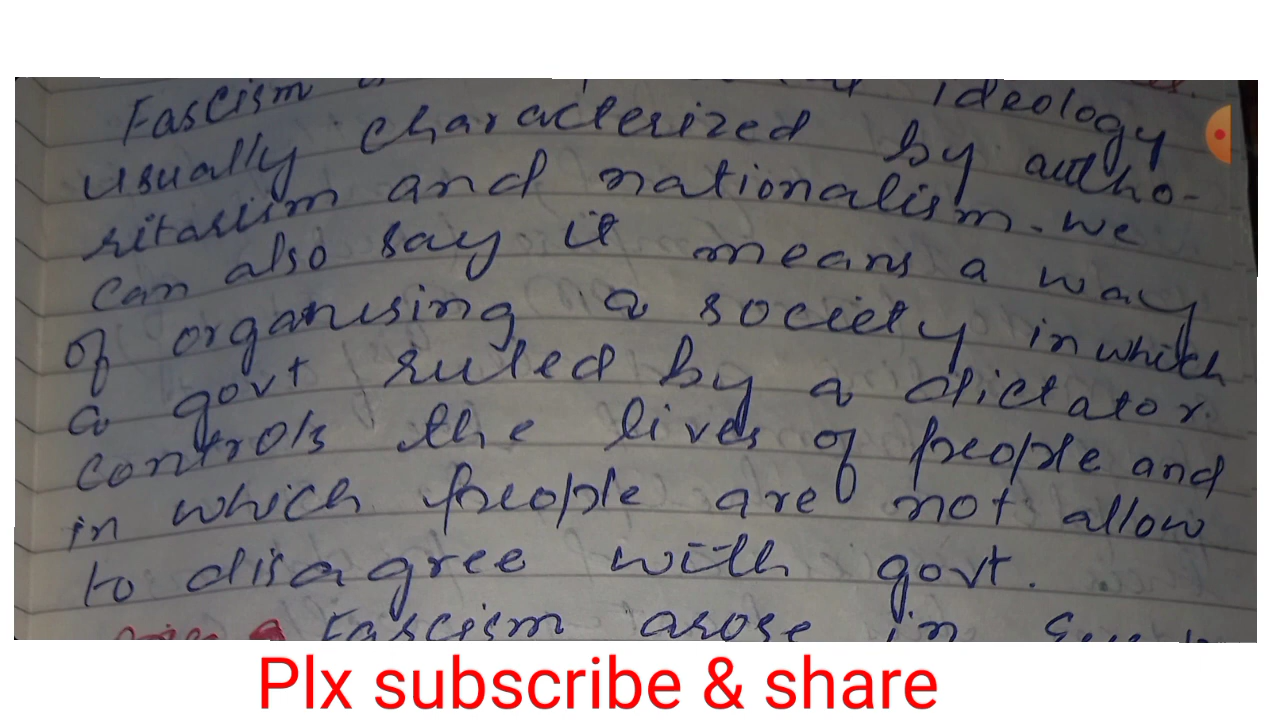 Fascism ideology
usually characterized by autho-
ritarism and nationalism. we
can also say it means a way
of organising a society in which
a govt ruled by a dictator.
controls the lives of people and
in which people are not allow
to disagree with govt.
Fascism arose in
Plx subscribe & share